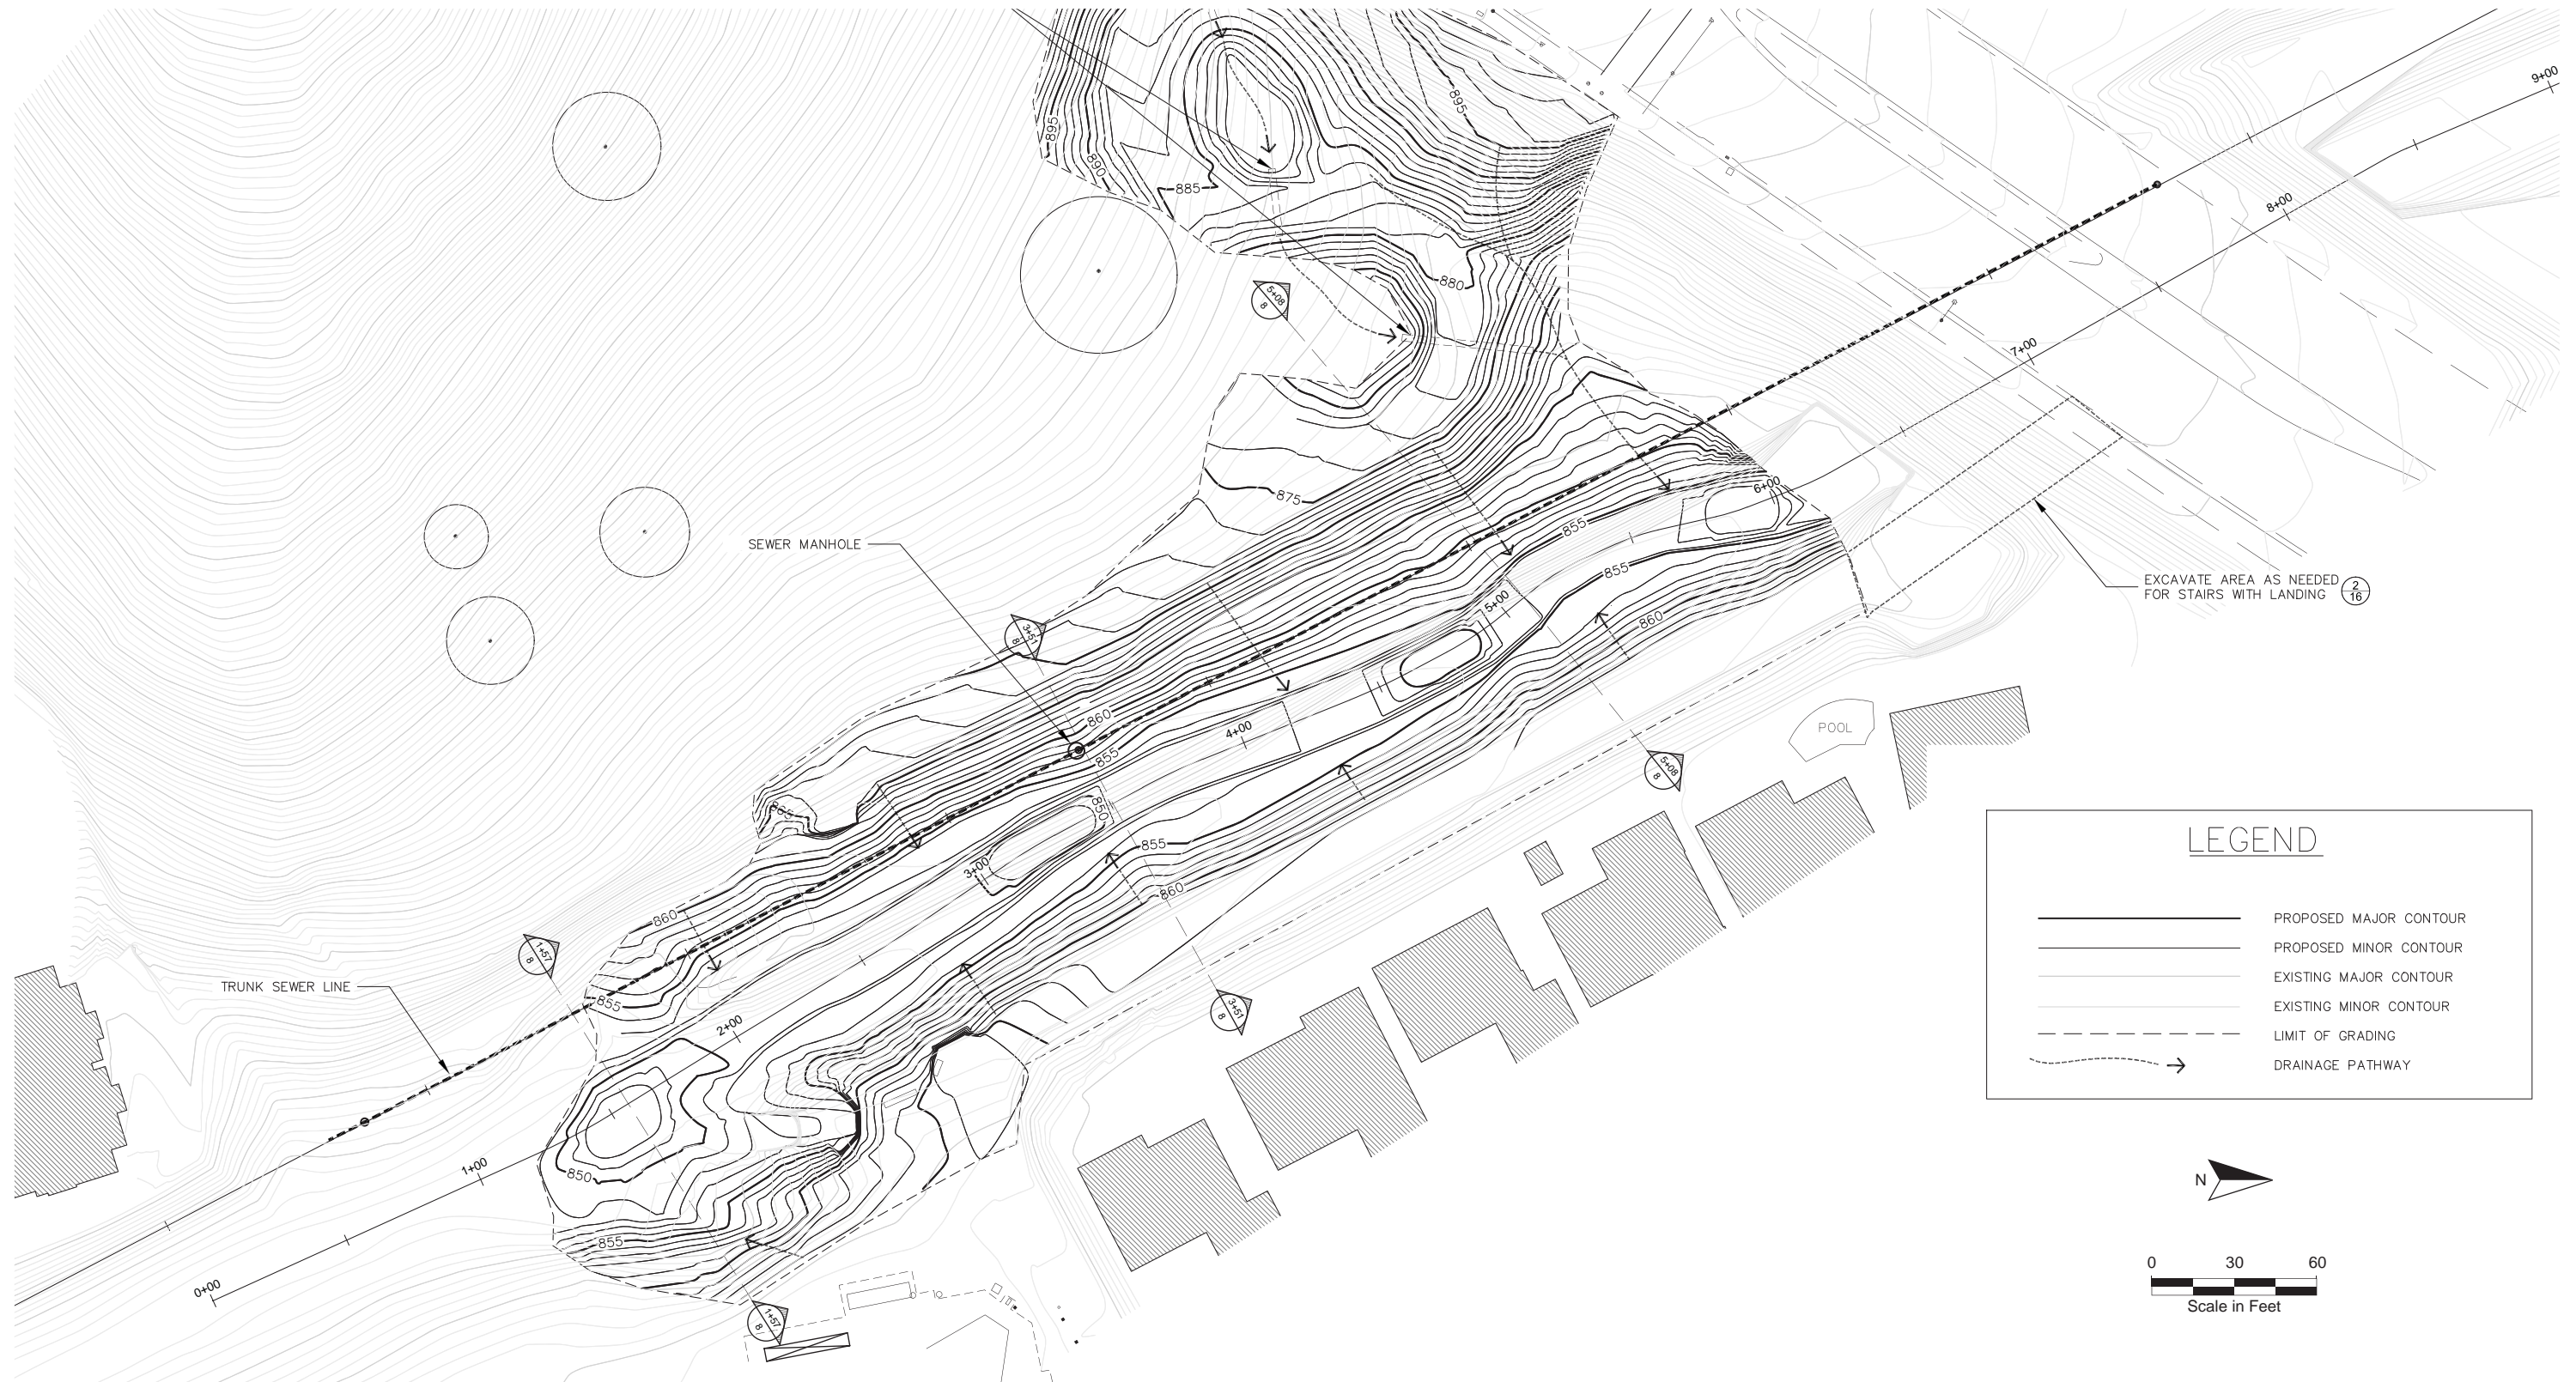 9+00
895
895
890
885
8+00
880
5+08
8
7+00
875
6+00
855
SEWER MANHOLE
855
EXCAVATE AREA AS NEEDED
FOR STAIRS WITH LANDING
2
16
5+00
860
3+51
8
860
4+00
POOL
855
5+08
8
865
850
855
3+00
860
LEGEND
PROPOSED MAJOR CONTOUR
PROPOSED MINOR CONTOUR
EXISTING MAJOR CONTOUR
EXISTING MINOR CONTOUR
LIMIT OF GRADING
DRAINAGE PATHWAY
860
1+57
8
TRUNK SEWER LINE
855
3+51
8
2+00
1+00
850
N
855
0+00
0 30 60
Scale in Feet
1+57
8